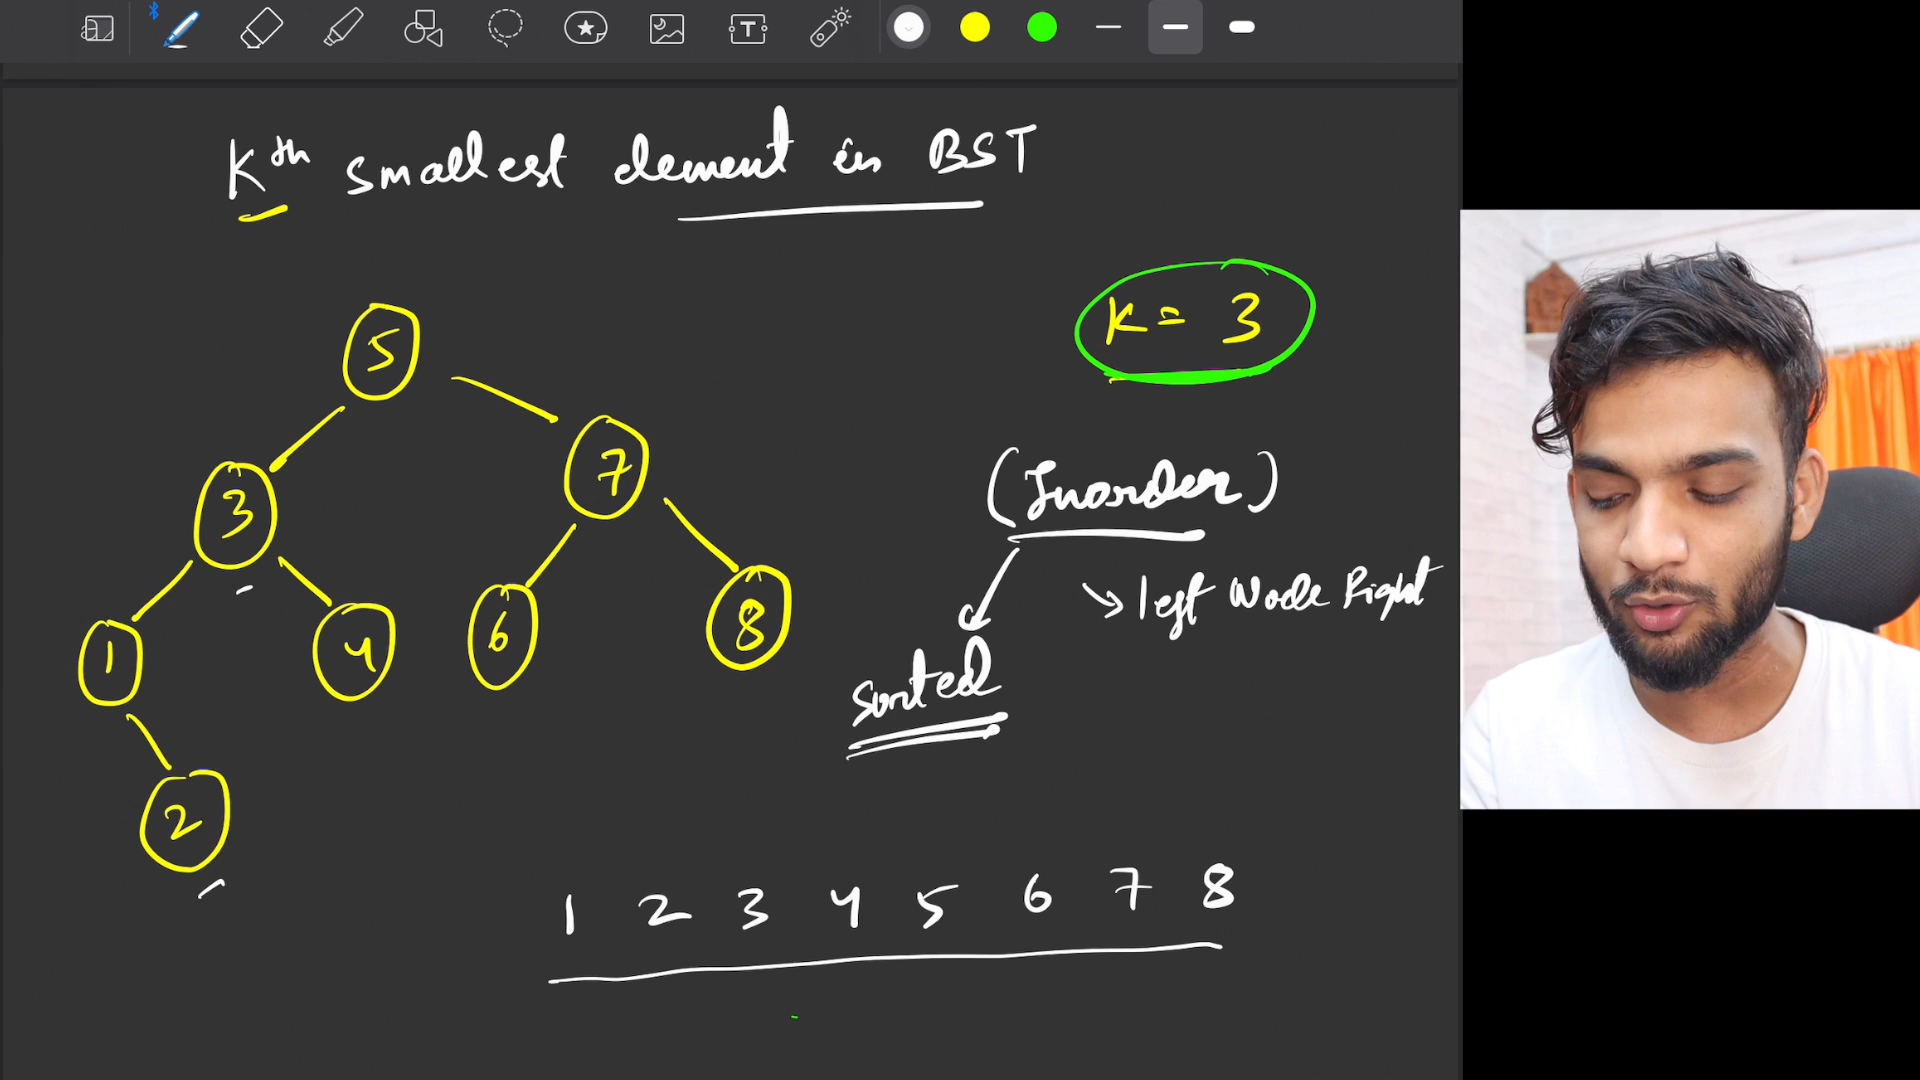 Kth smallest element in BST
K = 3
5
7
3
(Inorder)
1
4
6
8
→ left Node Right
sorted
2
1 2 3 4 5 6 7 8